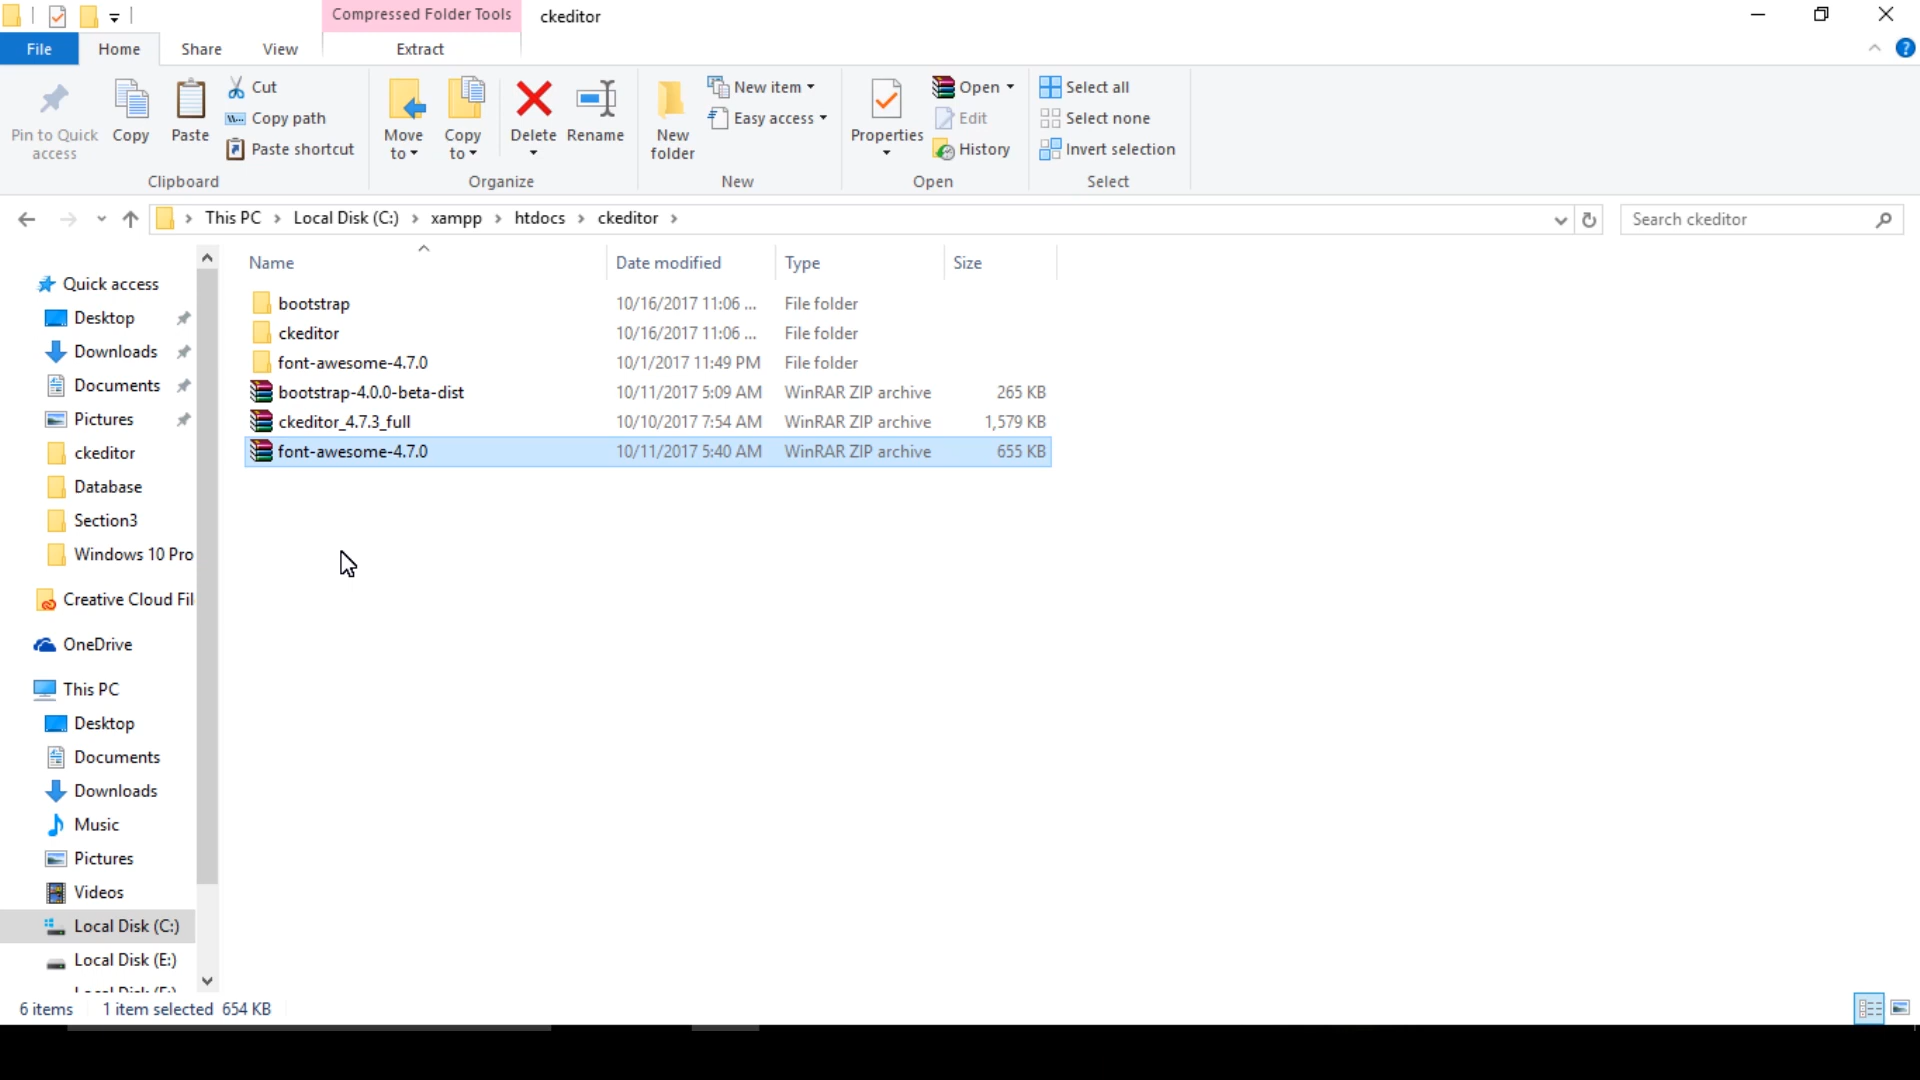 Compressed Folder Tools ckeditor
File Home Share View Extract
Pin to Quick access
Copy
Paste
Cut
Copy path
Paste shortcut
Clipboard
Move to
Copy to
Delete
Rename
Organize
New folder
New item
Easy access
New
Properties
Open
Edit
History
Open
Select all
Select none
Invert selection
Select
This PC Local Disk (C:) xampp htdocs ckeditor
Search ckeditor
Name Date modified Type Size
bootstrap 10/16/2017 11:06 ... File folder
ckeditor 10/16/2017 11:06 ... File folder
font-awesome-4.7.0 10/1/2017 11:49 PM File folder
bootstrap-4.0.0-beta-dist 10/11/2017 5:09 AM WinRAR ZIP archive 265 KB
ckeditor_4.7.3_full 10/10/2017 7:54 AM WinRAR ZIP archive 1,579 KB
font-awesome-4.7.0 10/11/2017 5:40 AM WinRAR ZIP archive 655 KB
Quick access
Desktop
Downloads
Documents
Pictures
ckeditor
Database
Section3
Windows 10 Pro
Creative Cloud Fil
OneDrive
This PC
Desktop
Documents
Downloads
Music
Pictures
Videos
Local Disk (C:)
Local Disk (E:)
6 items 1 item selected 654 KB